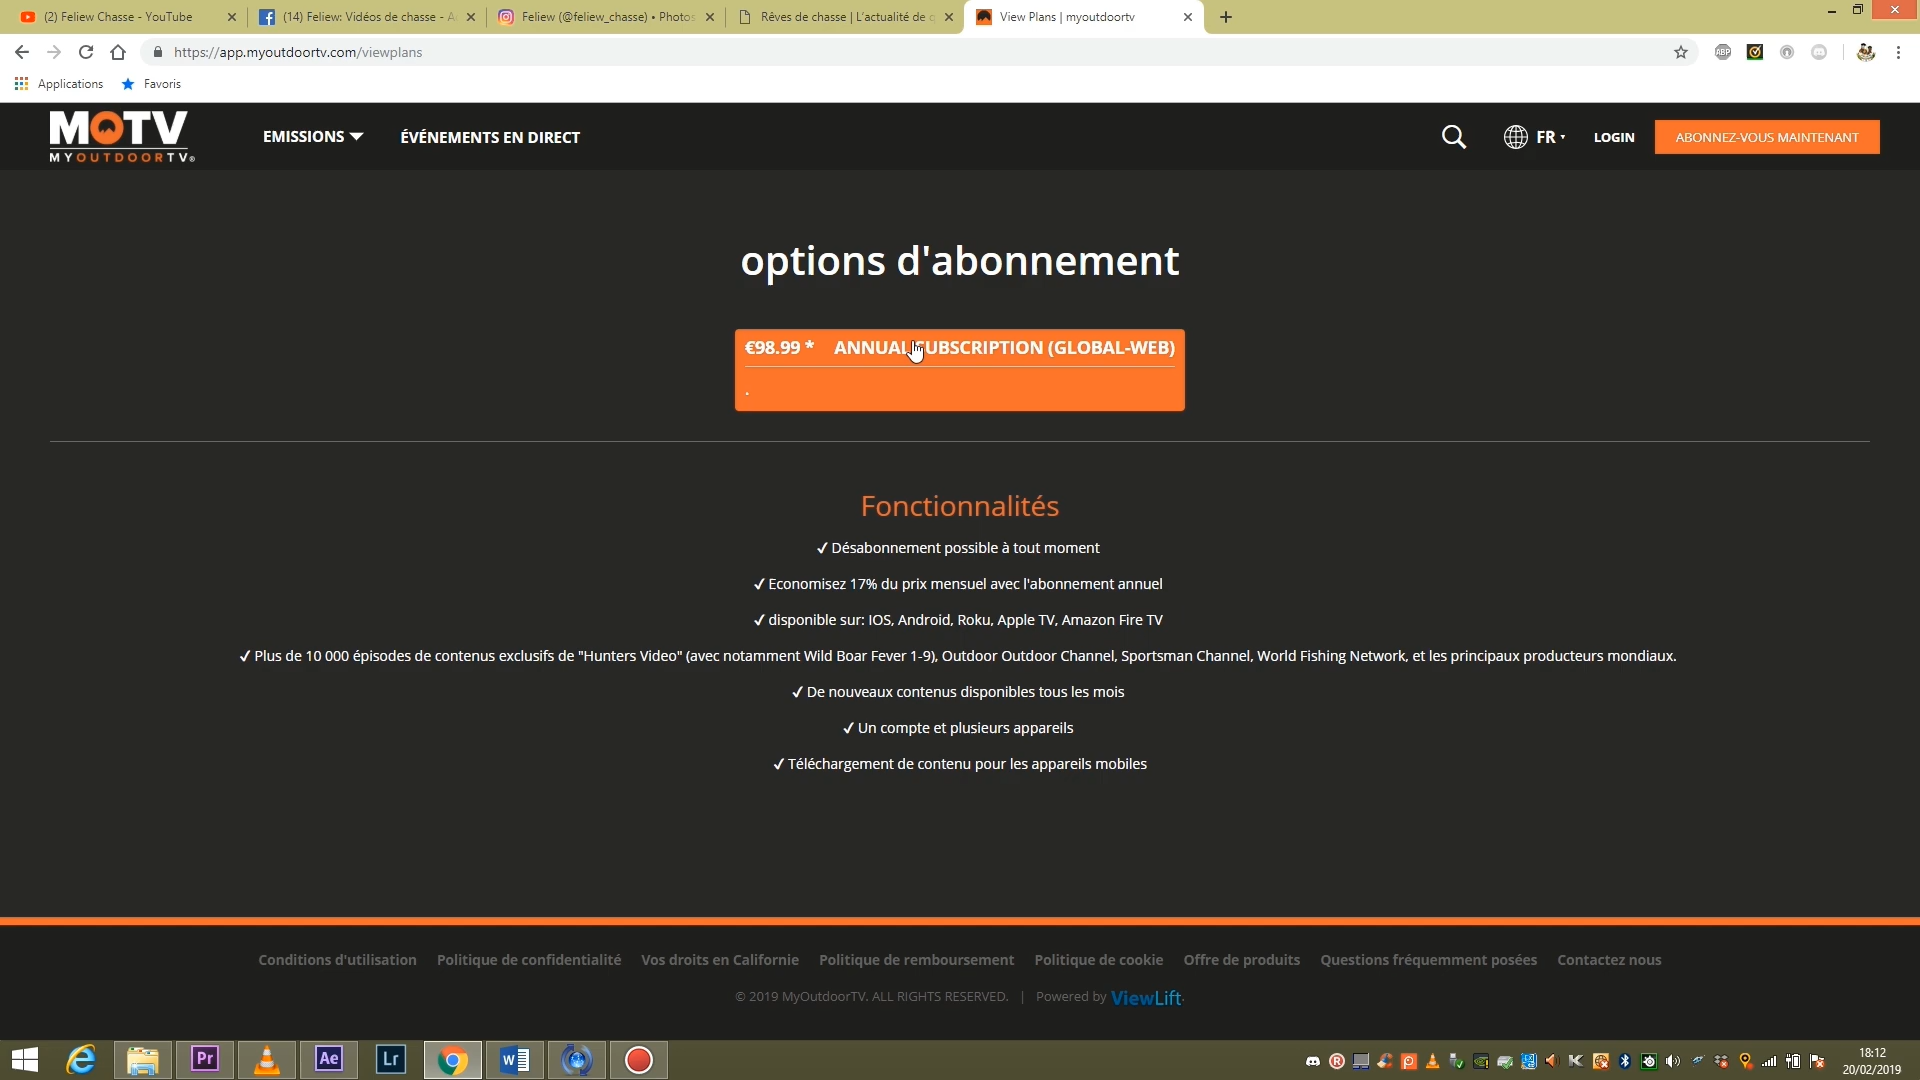 (2) Feliew Chasse - YouTube
(14) Feliew: Vidéos de chasse - A
Feliew (@feliew_chasse) • Photos
Rêves de chasse | L'actualité de
View Plans | myoutdoortv
https://app.myoutdoortv.com/viewplans
ABP
Applications
Favoris
MOTV
MYOUTDOORTV
EMISSIONS
ÉVÉNEMENTS EN DIRECT
FR
LOGIN
ABONNEZ-VOUS MAINTENANT
options d'abonnement
€98.99 * ANNUAL SUBSCRIPTION (GLOBAL-WEB)
.
Fonctionnalités
✓ Désabonnement possible à tout moment
✓ Economisez 17% du prix mensuel avec l'abonnement annuel
✓ disponible sur: IOS, Android, Roku, Apple TV, Amazon Fire TV
✓ Plus de 10 000 épisodes de contenus exclusifs de "Hunters Video" (avec notamment Wild Boar Fever 1-9), Outdoor Outdoor Channel, Sportsman Channel, World Fishing Network, et les principaux producteurs mondiaux.
✓ De nouveaux contenus disponibles tous les mois
✓ Un compte et plusieurs appareils
✓ Téléchargement de contenu pour les appareils mobiles
Conditions d'utilisation Politique de confidentialité Vos droits en Californie Politique de remboursement Politique de cookie Offre de produits Questions fréquemment posées Contactez nous
© 2019 MyOutdoorTV. ALL RIGHTS RESERVED. | Powered by ViewLift
Pr
Ae
Lr
18:12
20/02/2019